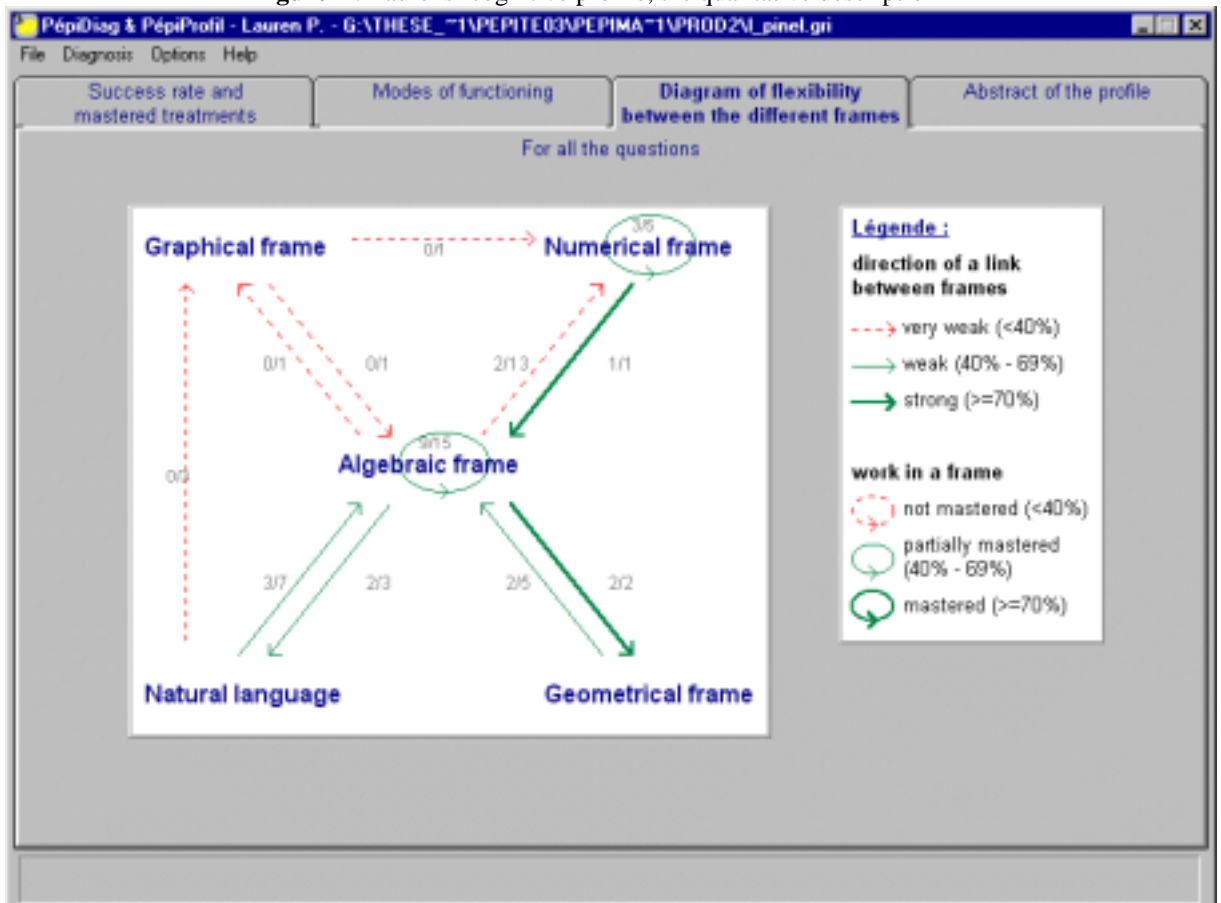 cognitive profile, the qualitative
PépiDiag & PépiProfil - Lauren P. - G:\THESE_~1\PEPITE03\PEPIMA~1\PROD2\l_pinel.gri
File Diagnosis Options Help
Success rate and
mastered treatments
Modes of functioning
Diagram of flexibility
between the different frames
Abstract of the profile
For all the questions
3/6
Graphical frame
0/1
Numerical frame
0/1
0/1
2/13
1/1
9/15
Algebraic frame
3/7
2/3
2/5
2/2
Natural language
Geometrical frame
Légende :
direction of a link
between frames
very weak (<40%)
weak (40% - 69%)
strong (>=70%)
work in a frame
not mastered (<40%)
partially mastered
(40% - 69%)
mastered (>=70%)